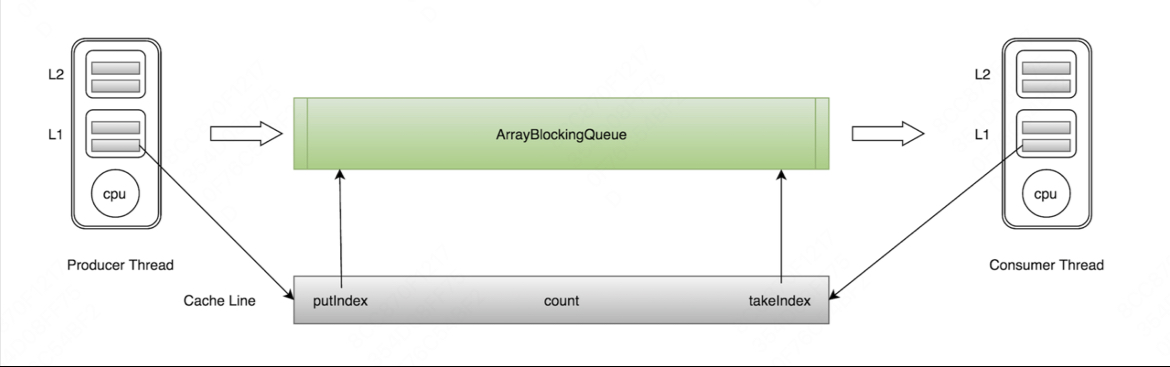 L2
L2
L1
ArrayBlockingQueue
L1
cpu
cpu
Producer Thread
Consumer Thread
Cache Line
putIndex
count
takeIndex